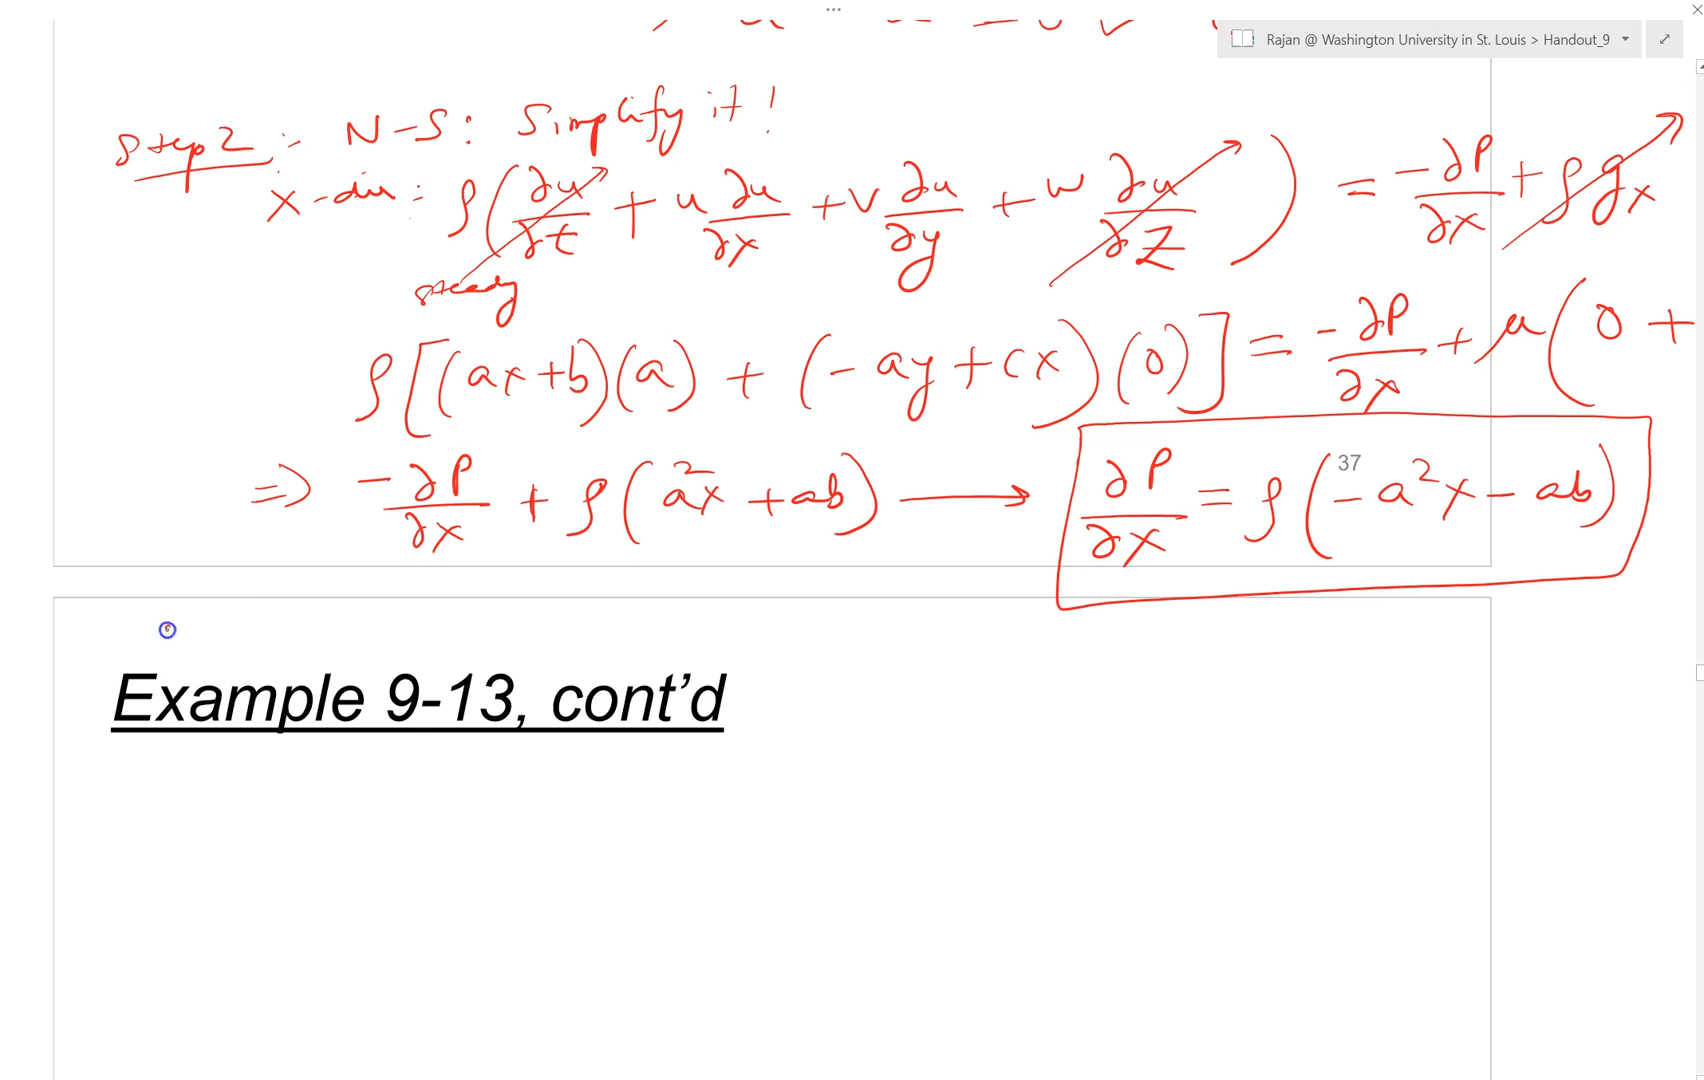 Rajan @ Washington University in St. Louis > Handout_9
Step 2 :- N-S: Simplify it!
x-dir: ρ(∂u/∂t + u ∂u/∂x + v ∂u/∂y + w ∂u/∂z) = -∂P/∂x + ρg_x
steady
ρ[(ax+b)(a) + (-ay+cx)(0)] = -∂P/∂x + μ(0 +
=> -∂P/∂x + ρ(a²x + ab) ⟶ ∂P/∂x = ρ(-a²x - ab)
37
Example 9-13, cont’d